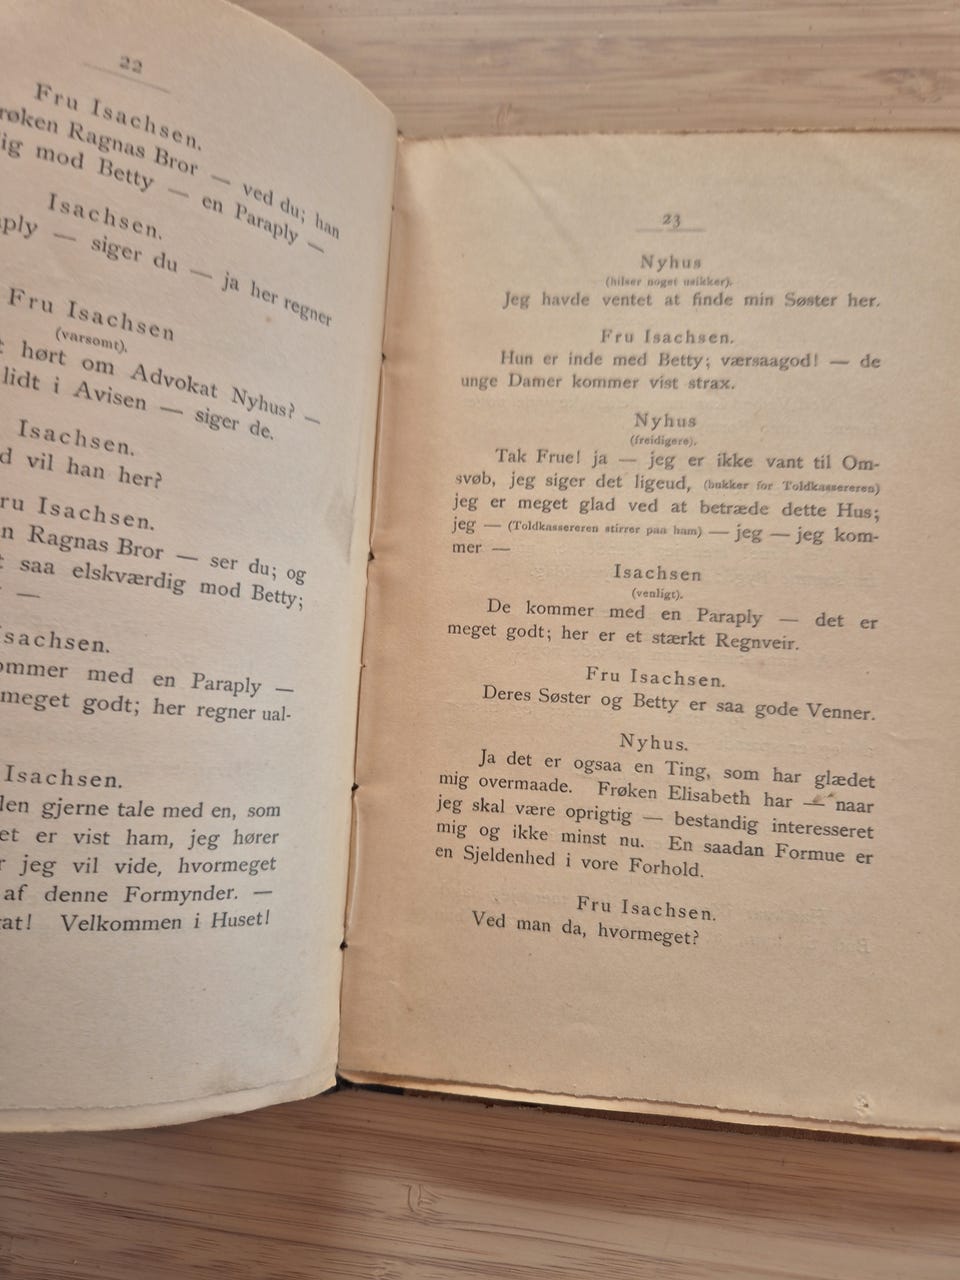 22
Fru Isachsen.
røken Ragnas Bror — ved du; han
ig mod Betty — en Paraply —
Isachsen.
ply — siger du — ja her regner
Fru Isachsen
(varsomt).
hørt om Advokat Nyhus? —
lidt i Avisen — siger de.
Isachsen.
d vil han her?
ru Isachsen.
n Ragnas Bror — ser du; og
saa elskværdig mod Betty;
—
Isachsen.
ommer med en Paraply —
meget godt; her regner ual-
Isachsen.
len gjerne tale med en, som
et er vist ham, jeg hører
r jeg vil vide, hvormeget
af denne Formynder. —
at! Velkommen i Huset!
23
Nyhus
(hilser noget usikker).
Jeg havde ventet at finde min Søster her.
Fru Isachsen.
Hun er inde med Betty; værsaagod! — de
unge Damer kommer vist strax.
Nyhus
(freidigere).
Tak Frue! ja — jeg er ikke vant til Om-
svøb, jeg siger det ligeud, (bukker for Toldkassereren)
jeg er meget glad ved at betræde dette Hus;
jeg — (Toldkassereren stirrer paa ham) — jeg — jeg kom-
mer —
Isachsen
(venligt).
De kommer med en Paraply — det er
meget godt; her er et stærkt Regnveir.
Fru Isachsen.
Deres Søster og Betty er saa gode Venner.
Nyhus.
Ja det er ogsaa en Ting, som har glædet
mig overmaade. Frøken Elisabeth har — naar
jeg skal være oprigtig — bestandig interesseret
mig og ikke minst nu. En saadan Formue er
en Sjeldenhed i vore Forhold.
Fru Isachsen.
Ved man da, hvormeget?